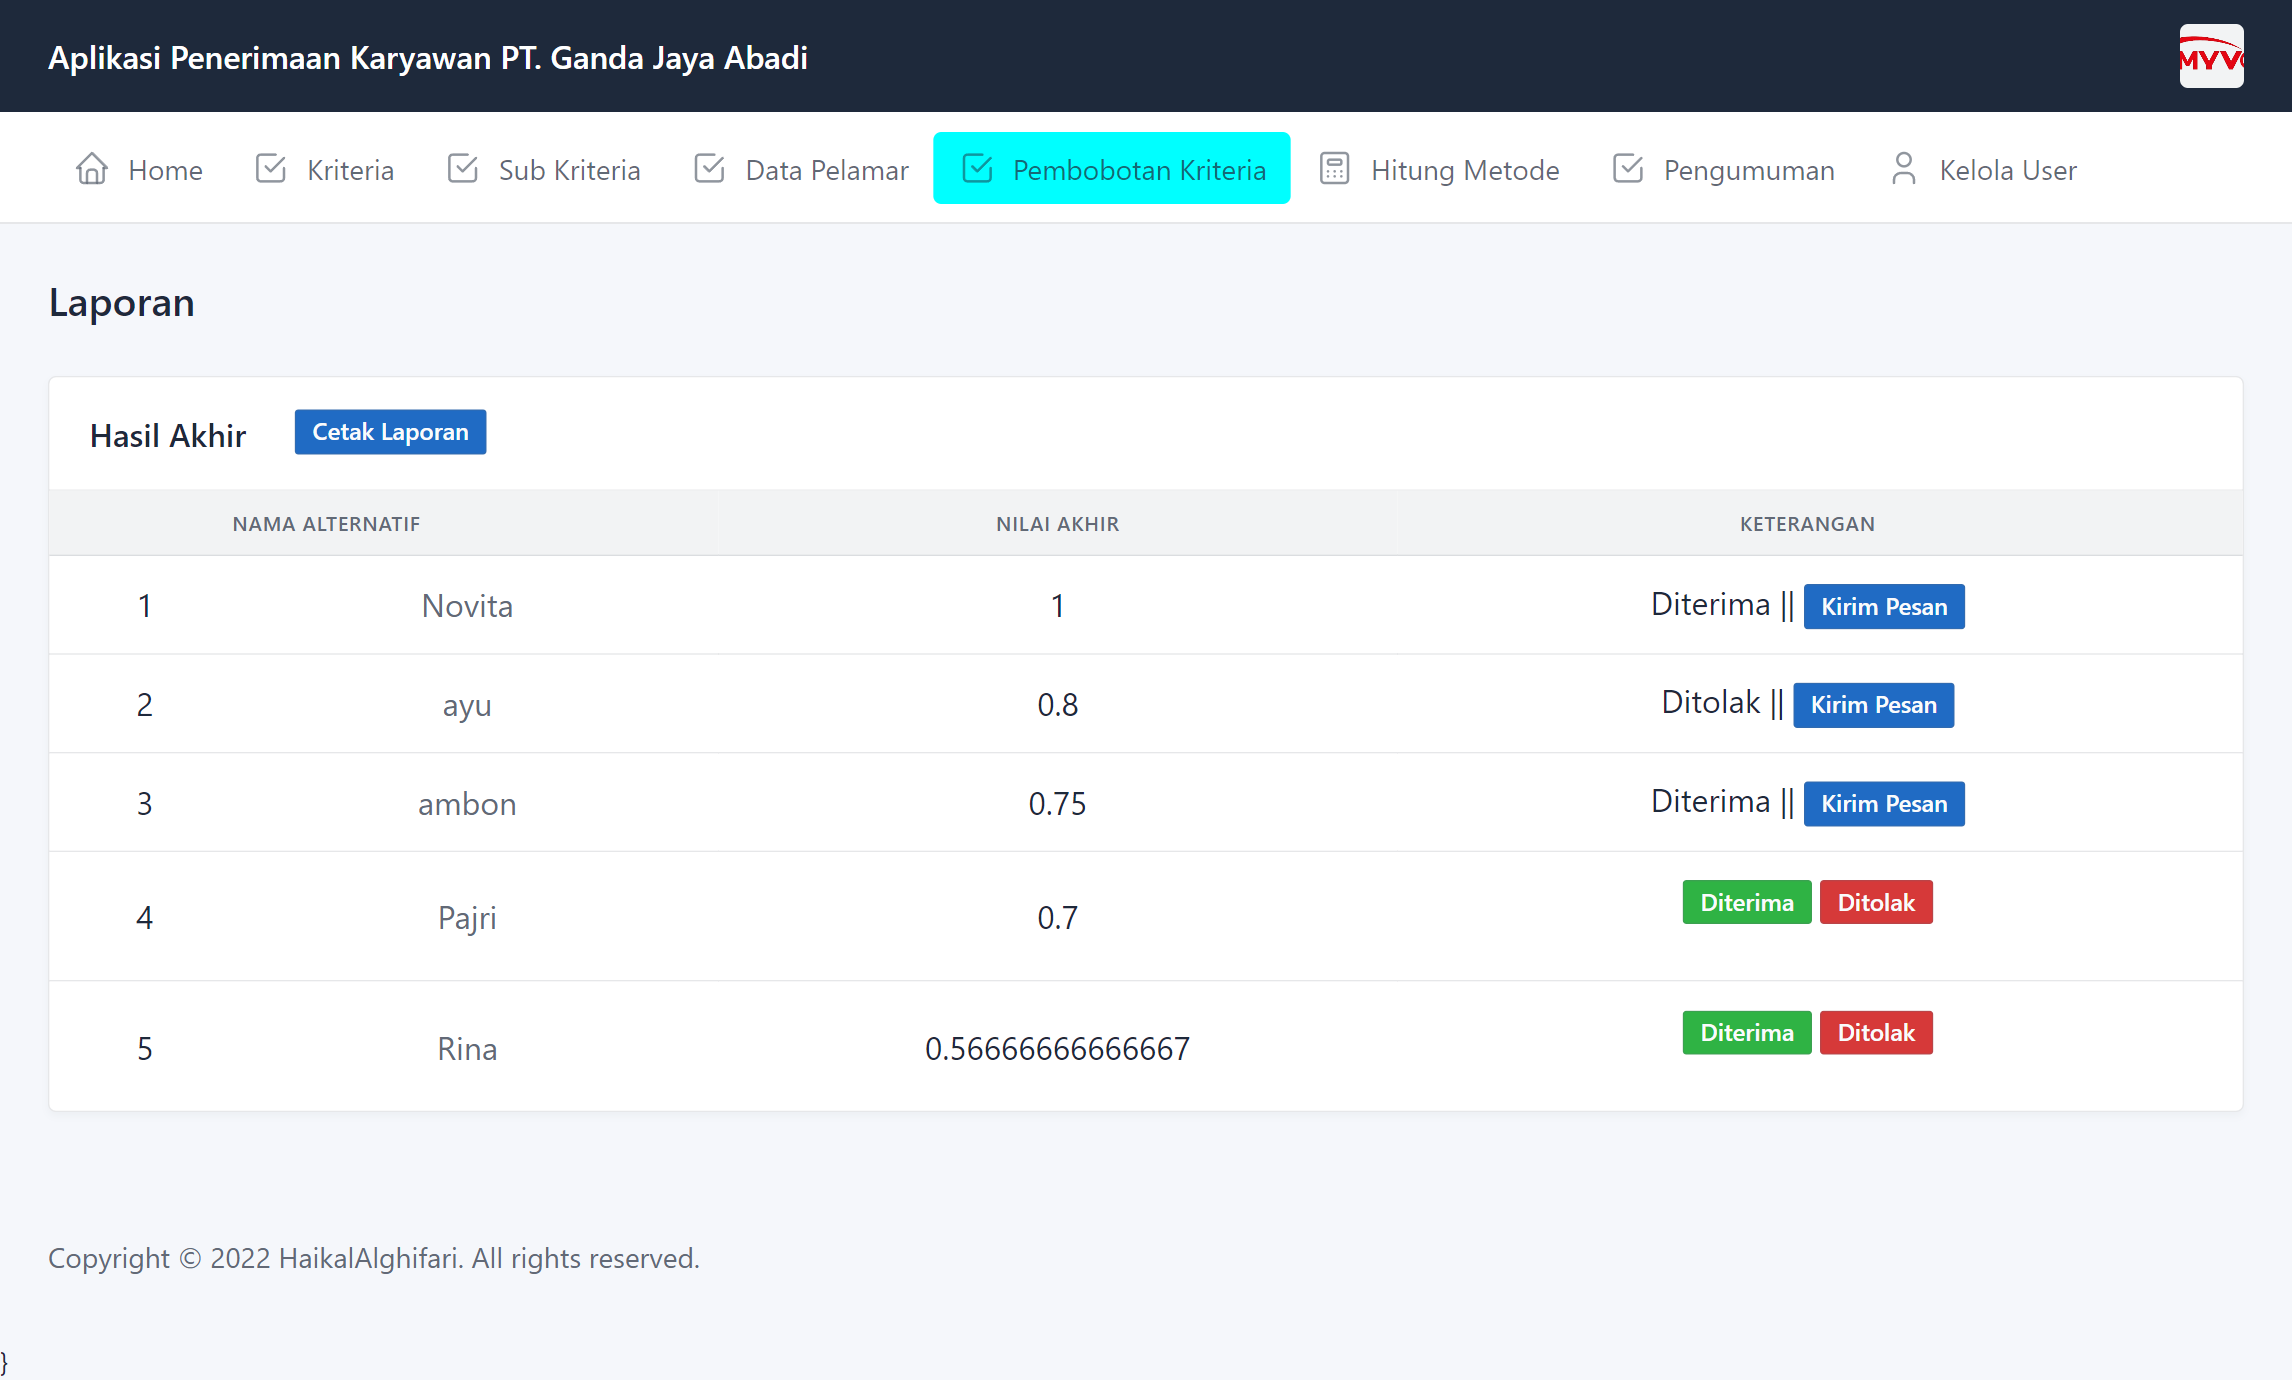 Aplikasi Penerimaan Karyawan PT. Ganda Jaya Abadi
MYV
Home Kriteria Sub Kriteria Data Pelamar Pembobotan Kriteria Hitung Metode Pengumuman Kelola User
Laporan
Hasil Akhir Cetak Laporan
NAMA ALTERNATIF NILAI AKHIR KETERANGAN
1 Novita 1 Diterima || Kirim Pesan
2 ayu 0.8 Ditolak || Kirim Pesan
3 ambon 0.75 Diterima || Kirim Pesan
4 Pajri 0.7 Diterima Ditolak
5 Rina 0.56666666666667 Diterima Ditolak
Copyright © 2022 HaikalAlghifari. All rights reserved.
}